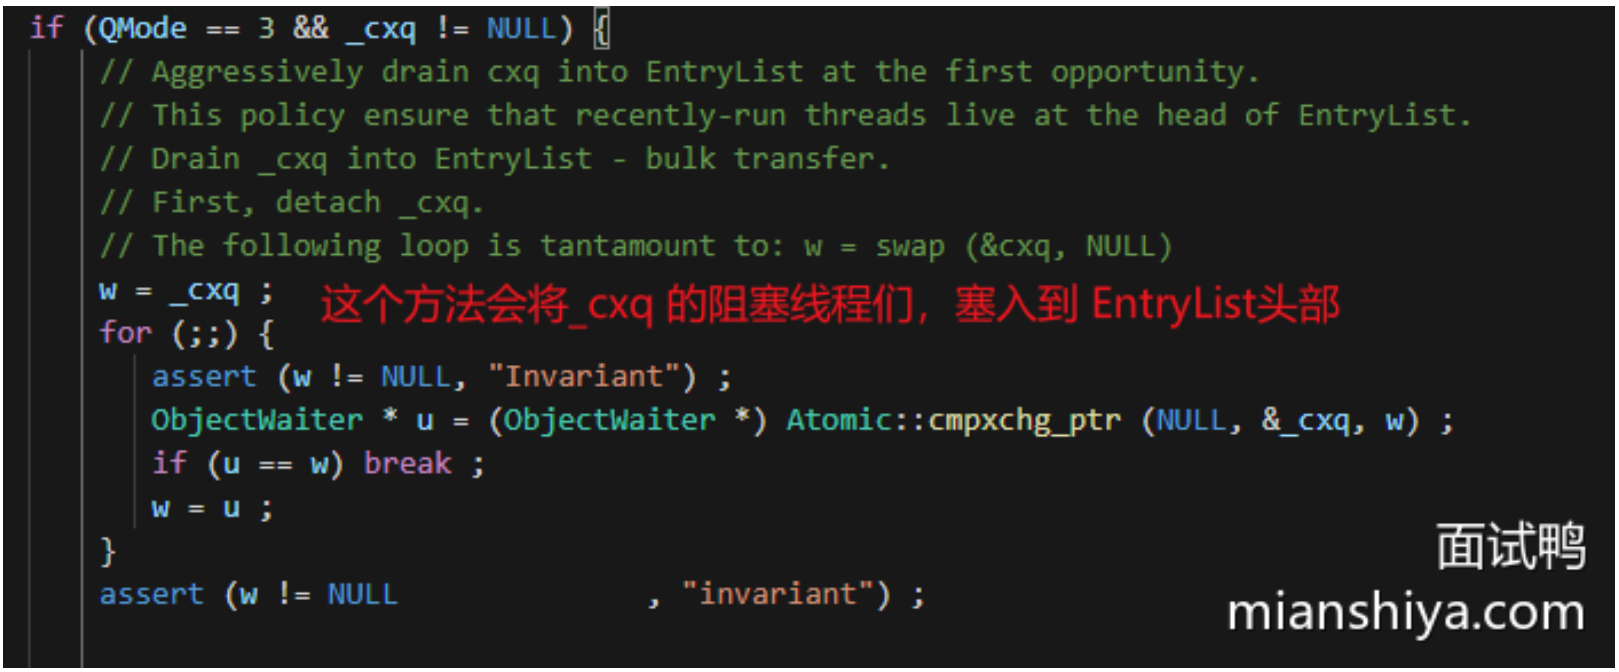 if (QMode == 3 && _cxq != NULL) {
// Aggressively drain cxq into EntryList at the first opportunity.
// This policy ensure that recently-run threads live at the head of EntryList.
// Drain _cxq into EntryList - bulk transfer.
// First, detach _cxq.
// The following loop is tantamount to: w = swap (&cxq, NULL)
w = _cxq ; 这个方法会将_cxq 的阻塞线程们，塞入到 EntryList头部
for (;;) {
assert (w != NULL, "Invariant") ;
ObjectWaiter * u = (ObjectWaiter *) Atomic::cmpxchg_ptr (NULL, &_cxq, w) ;
if (u == w) break ;
w = u ;
}
assert (w != NULL , "invariant") ;
面试鸭
mianshiya.com